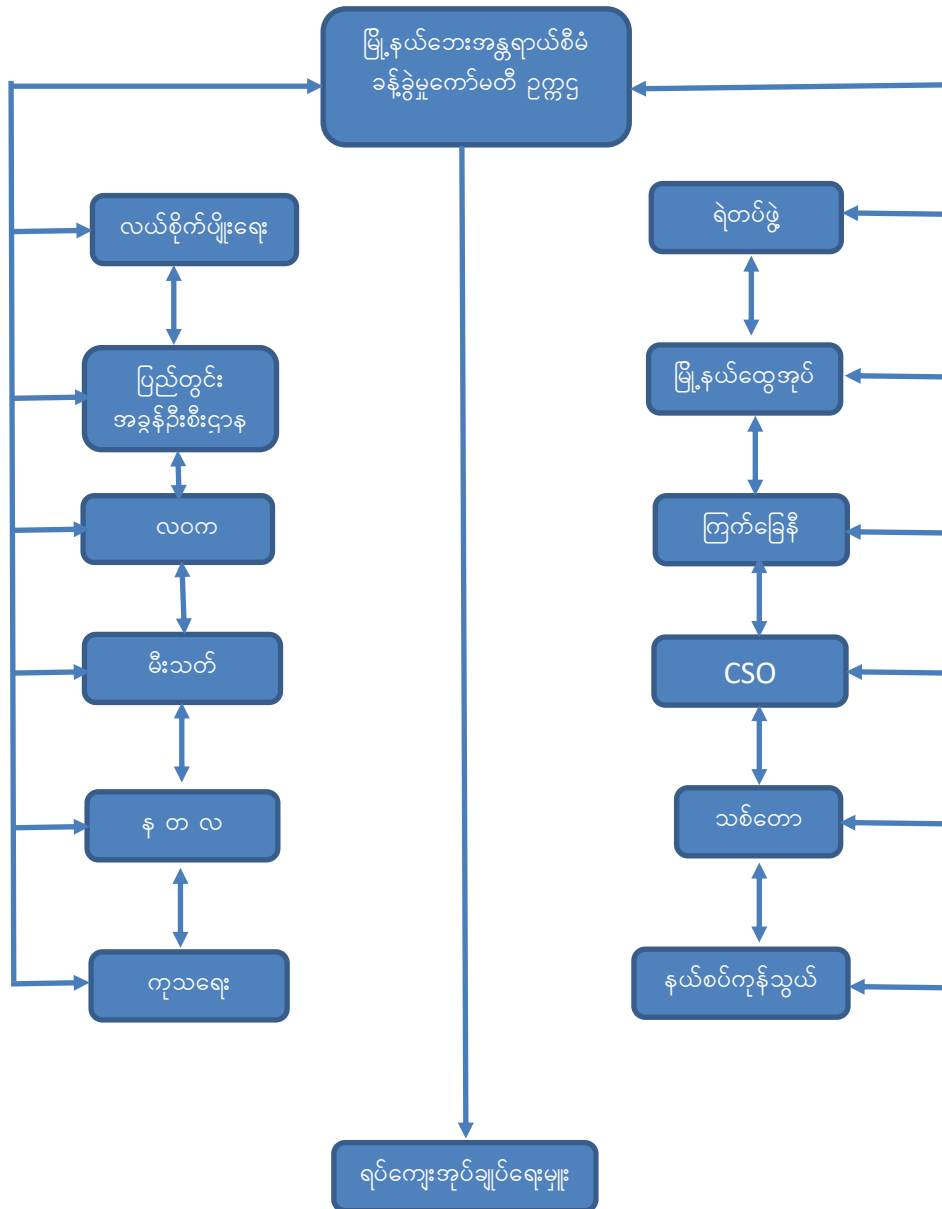 မြို့နယ်ဘေးအန္တရာယ်စီမံ
ခန့်ခွဲမှုကော်မတီ ဥက္ကဌ
လယ်စိုက်ပျိုးရေး
ပြည်တွင်း
အခွန်ဦးစီးဌာန
လဝက
မီးသတ်
န တ လ
ကုသရေး
ရဲတပ်ဖွဲ့
မြို့နယ်ထွေအုပ်
ကြက်ခြေနီ
CSO
သစ်တော
နယ်စပ်ကုန်သွယ်
ရပ်ကျေးအုပ်ချုပ်ရေးမှူး